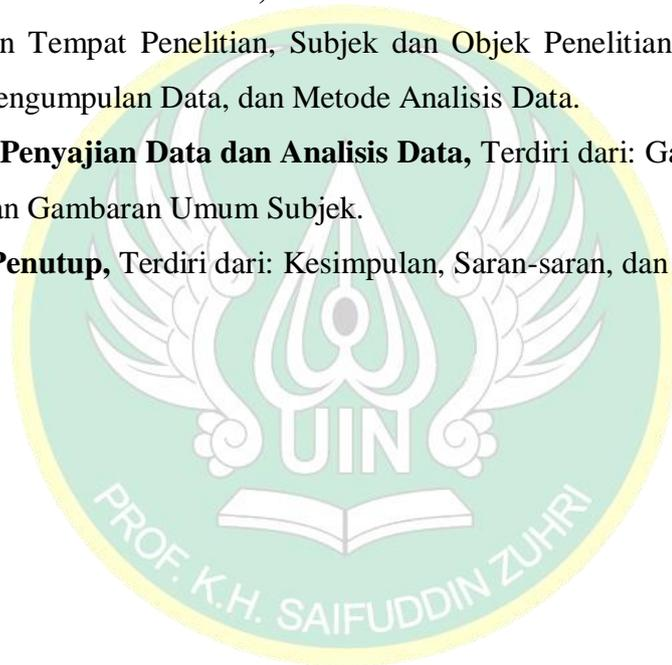 n Tempat Penelitian, Subjek dan Objek Penelitian
engumpulan Data, dan Metode Analisis Data.
Penyajian Data dan Analisis Data, Terdiri dari: Ga
an Gambaran Umum Subjek.
Penutup, Terdiri dari: Kesimpulan, Saran-saran, dan
UIN
PROF. K.H. SAIFUDDIN ZUHRI